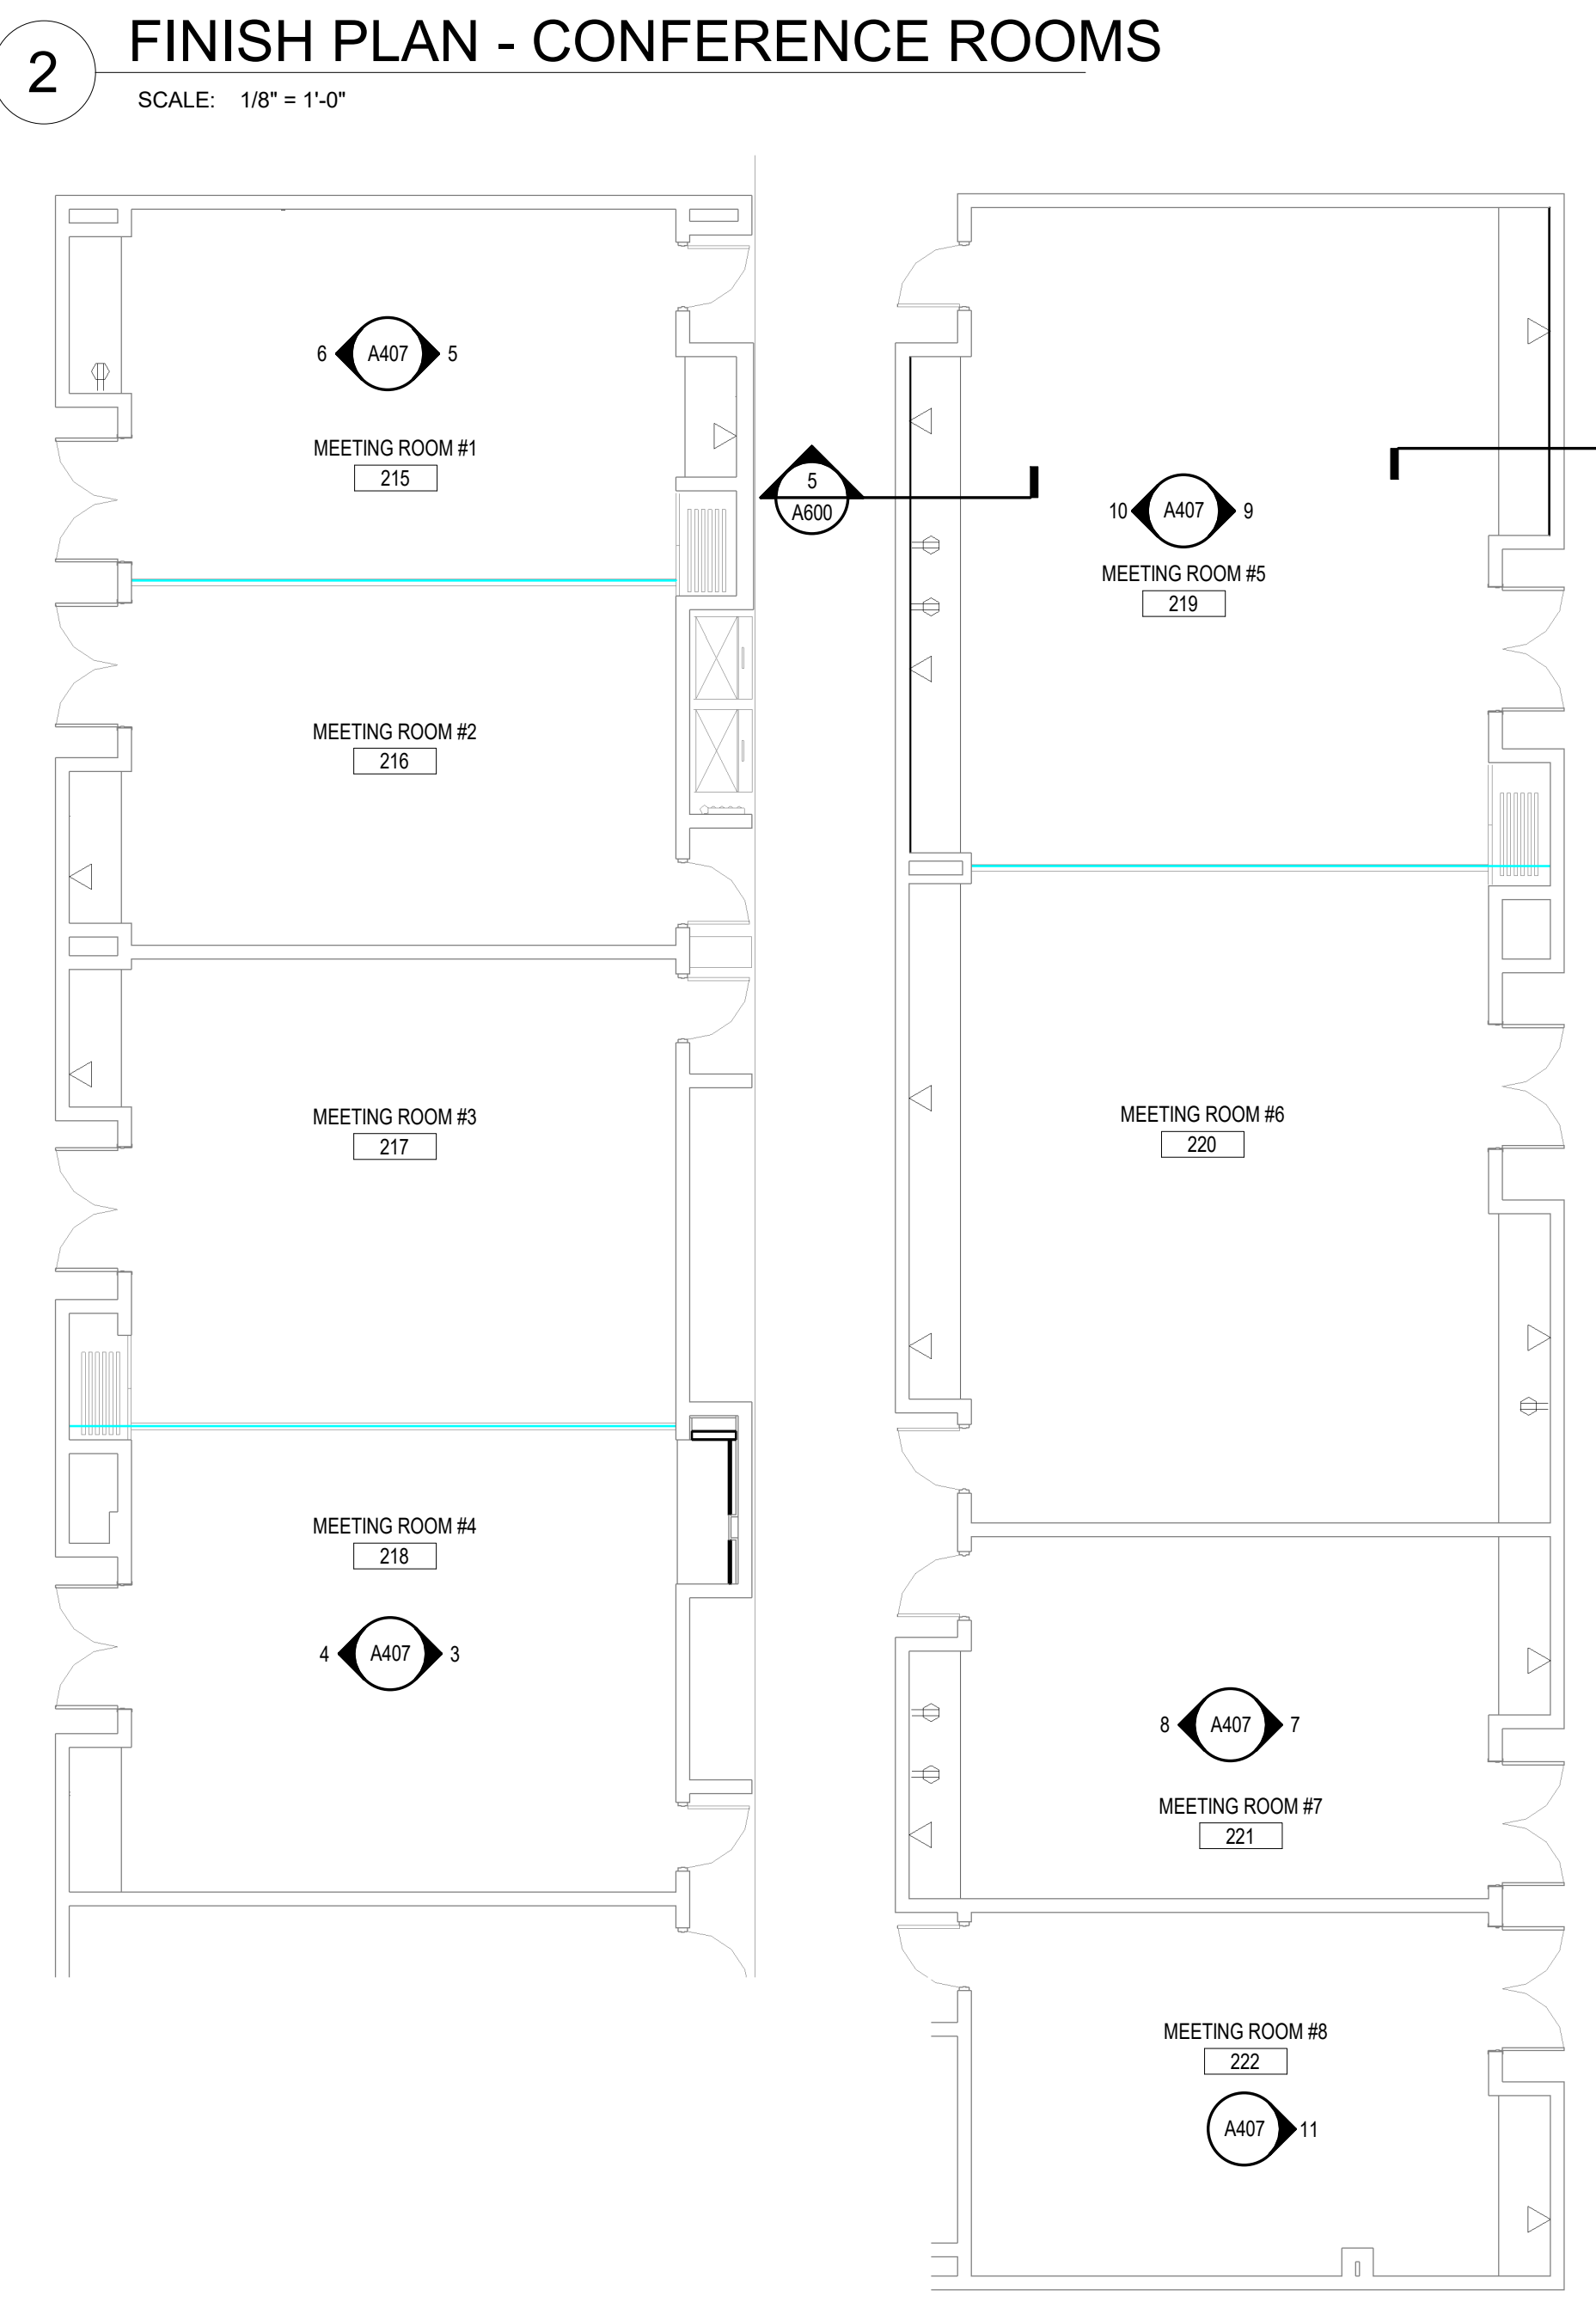 2
FINISH PLAN - CONFERENCE ROOMS
SCALE: 1/8" = 1'-0"
6 A407 5
MEETING ROOM #1
215
5
A600
10 A407 9
MEETING ROOM #5
219
MEETING ROOM #2
216
MEETING ROOM #3
217
MEETING ROOM #6
220
MEETING ROOM #4
218
4 A407 3
8 A407 7
MEETING ROOM #7
221
MEETING ROOM #8
222
A407 11